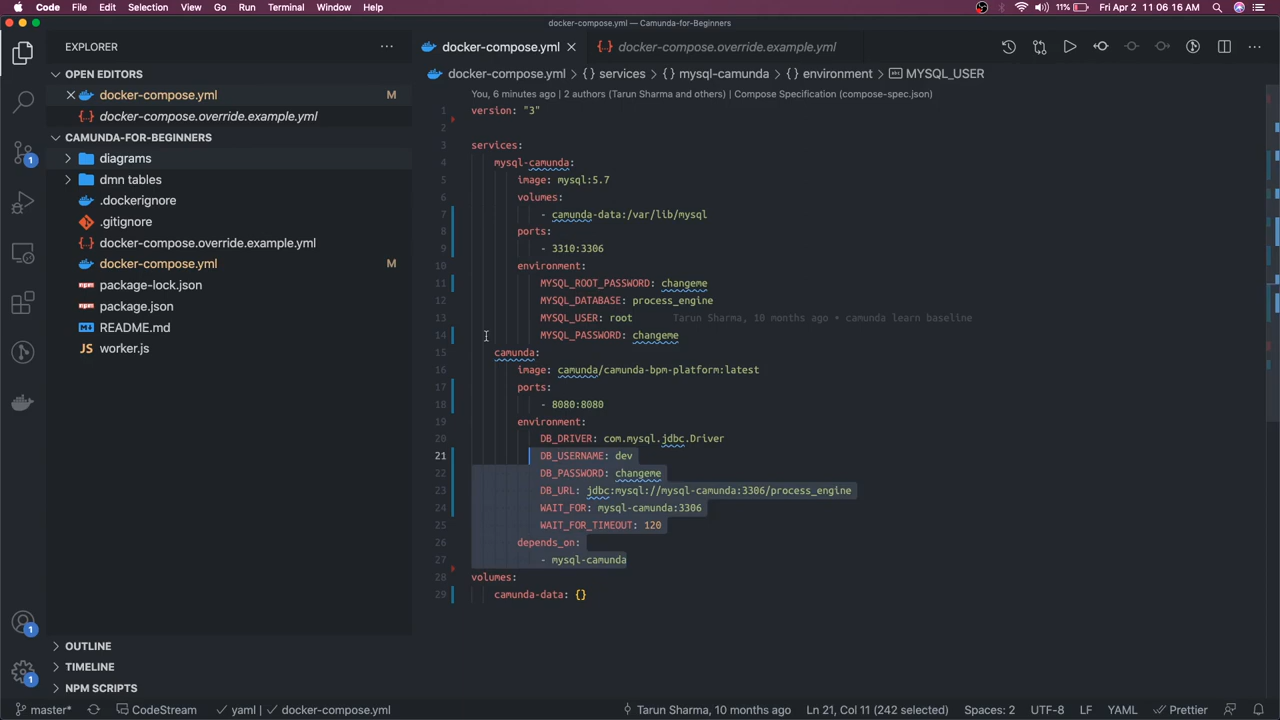 Code File Edit Selection View Go Run Terminal Window Help 11% Fri Apr 2 11 06 16 AM
docker-compose.yml — Camunda-for-Beginners
EXPLORER
OPEN EDITORS
docker-compose.yml M
docker-compose.override.example.yml
CAMUNDA-FOR-BEGINNERS
diagrams
dmn tables
.dockerignore
.gitignore
docker-compose.override.example.yml
docker-compose.yml M
package-lock.json
package.json
README.md
JS worker.js
OUTLINE
TIMELINE
NPM SCRIPTS
1
1
1
docker-compose.yml docker-compose.override.example.yml
docker-compose.yml > {} services > {} mysql-camunda > {} environment > abc MYSQL_USER
You, 6 minutes ago | 2 authors (Tarun Sharma and others) | Compose Specification (compose-spec.json)
1 version: "3"
2
3 services:
4 mysql-camunda:
5 image: mysql:5.7
6 volumes:
7 - camunda-data:/var/lib/mysql
8 ports:
9 - 3310:3306
10 environment:
11 MYSQL_ROOT_PASSWORD: changeme
12 MYSQL_DATABASE: process_engine
13 MYSQL_USER: root Tarun Sharma, 10 months ago • camunda learn baseline
14 MYSQL_PASSWORD: changeme
15 camunda:
16 image: camunda/camunda-bpm-platform:latest
17 ports:
18 - 8080:8080
19 environment:
20 DB_DRIVER: com.mysql.jdbc.Driver
21 DB_USERNAME: dev
22 DB_PASSWORD: changeme
23 DB_URL: jdbc:mysql://mysql-camunda:3306/process_engine
24 WAIT_FOR: mysql-camunda:3306
25 WAIT_FOR_TIMEOUT: 120
26 depends_on:
27 - mysql-camunda
28 volumes:
29 camunda-data: {}
master* CodeStream yaml | docker-compose.yml Tarun Sharma, 10 months ago Ln 21, Col 11 (242 selected) Spaces: 2 UTF-8 LF YAML Prettier